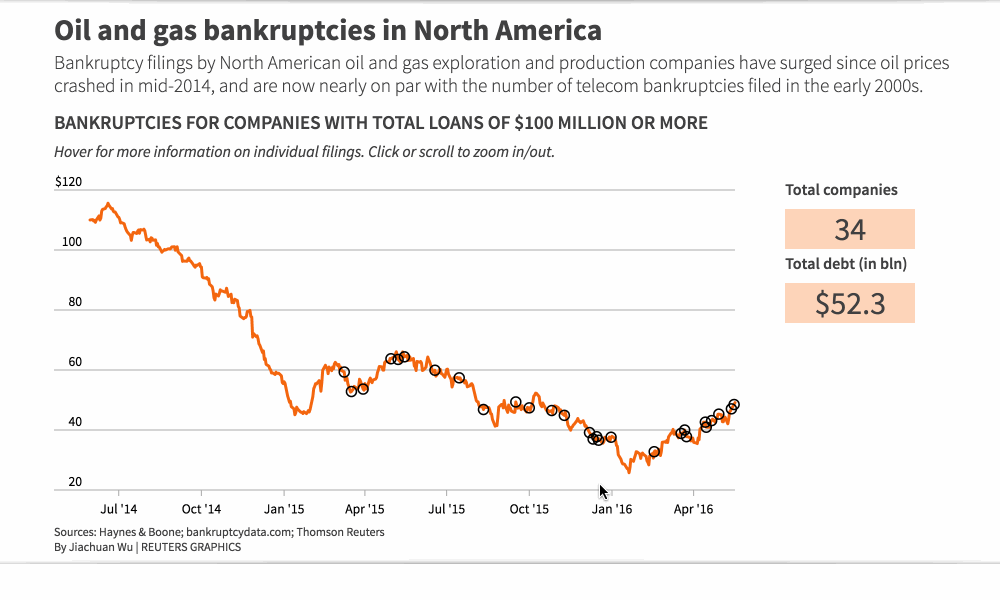 Oil and gas bankruptcies in North America
Bankruptcy filings by North American oil and gas exploration and production companies have surged since oil prices
crashed in mid-2014, and are now nearly on par with the number of telecom bankruptcies filed in the early 2000s.
BANKRUPTCIES FOR COMPANIES WITH TOTAL LOANS OF $100 MILLION OR MORE
Hover for more information on individual filings. Click or scroll to zoom in/out.
$120
100
80
60
40
20
Jul '14 Oct '14 Jan '15 Apr '15 Jul '15 Oct '15 Jan '16 Apr '16
Total companies
34
Total debt (in bln)
$52.3
Sources: Haynes & Boone; bankruptcydata.com; Thomson Reuters
By Jiachuan Wu | REUTERS GRAPHICS